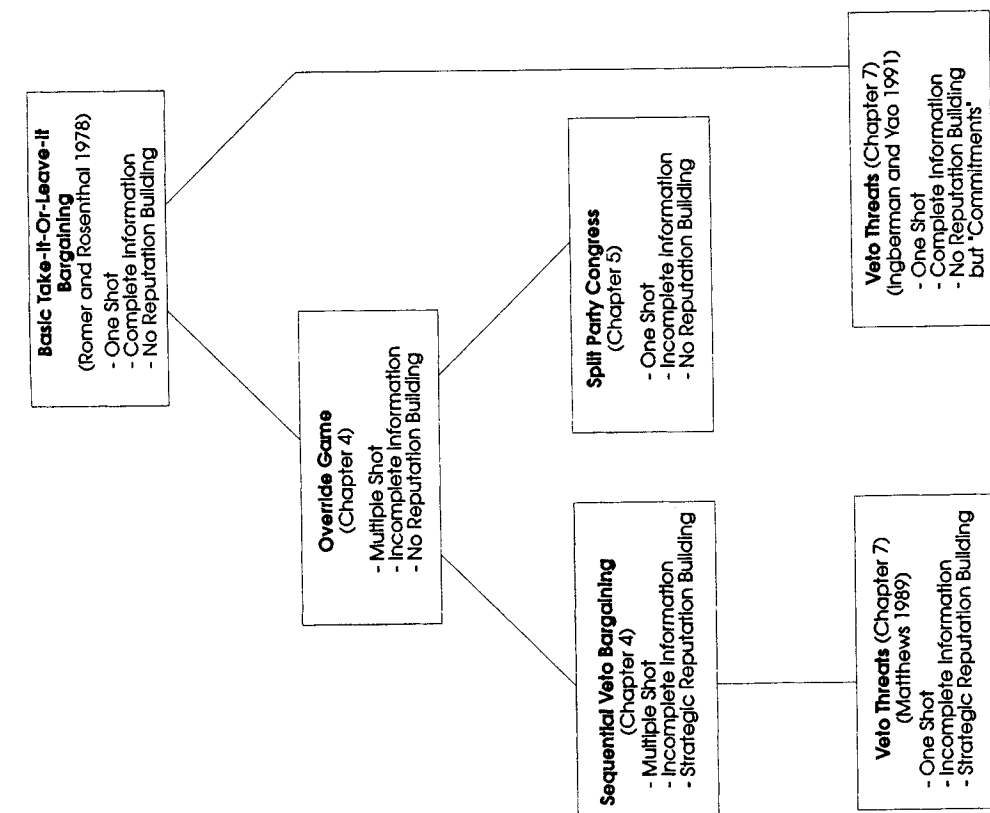 Basic Take-It-Or-Leave-It
Bargaining
(Romer and Rosenthal 1978)
- One Shot
- Complete Information
- No Reputation Building
Override Game
(Chapter 4)
- Multiple Shot
- Incomplete Information
- No Reputation Building
Sequential Veto Bargaining
(Chapter 4)
- Multiple Shot
- Incomplete Information
- Strategic Reputation Building
Split Party Congress
(Chapter 5)
- One Shot
- Incomplete Information
- No Reputation Building
Veto Threats (Chapter 7)
(Matthews 1989)
- One Shot
- Incomplete Information
- Strategic Reputation Building
Veto Threats (Chapter 7)
(Ingberman and Yao 1991)
- One Shot
- Complete Information
- No Reputation Building
but "Commitments"